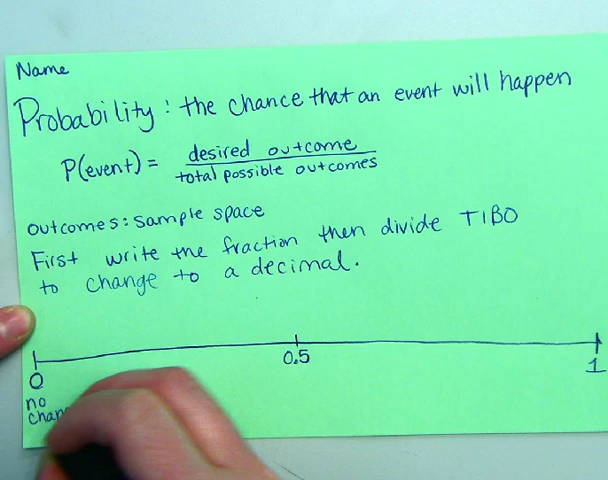 Name
Probability: the chance that an event will happen
P(event) = desired outcome
total possible outcomes
outcomes: sample space
First write the fraction then divide TIBO
to change to a decimal.
0 0.5 1
no